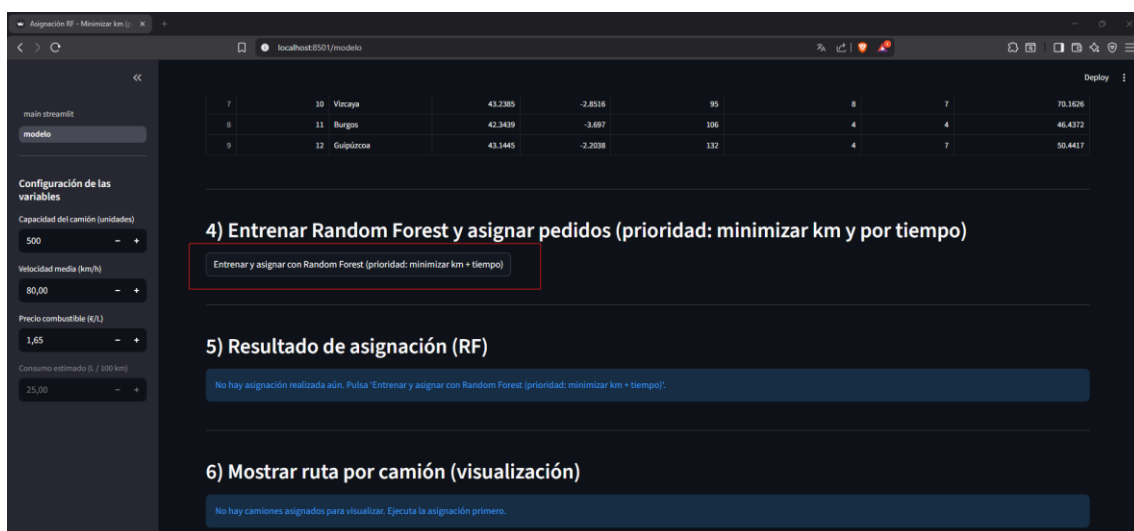 Asignación RF - Minimizar km (p
localhost:8501/modelo
Deploy
main streamlit
modelo
Configuración de las
variables
Capacidad del camión (unidades)
500
Velocidad media (km/h)
80,00
Precio combustible (€/L)
1,65
Consumo estimado (L / 100 km)
25,00
7 10 Vizcaya 43.2385 -2.8516 95 8 7 70.1626
8 11 Burgos 42.3439 -3.697 106 4 4 46.4372
9 12 Guipúzcoa 43.1445 -2.2038 132 4 7 50.4417
4) Entrenar Random Forest y asignar pedidos (prioridad: minimizar km y por tiempo)
Entrenar y asignar con Random Forest (prioridad: minimizar km + tiempo)
5) Resultado de asignación (RF)
No hay asignación realizada aún. Pulsa 'Entrenar y asignar con Random Forest (prioridad: minimizar km + tiempo)'.
6) Mostrar ruta por camión (visualización)
No hay camiones asignados para visualizar. Ejecuta la asignación primero.